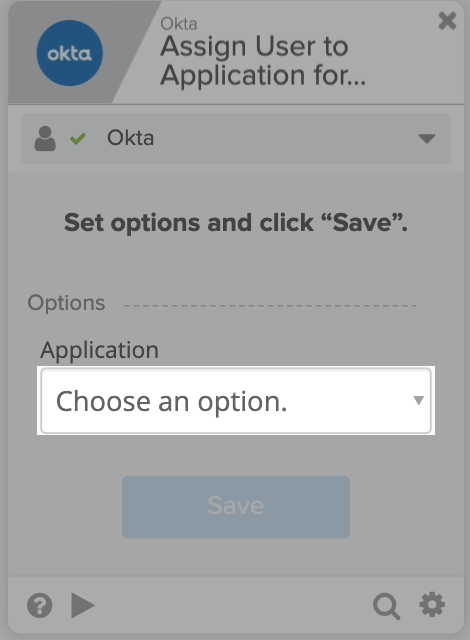 okta
Okta
Assign User to
Application for...
Okta
Set options and click “Save”.
Options
Application
Choose an option.
Save
?